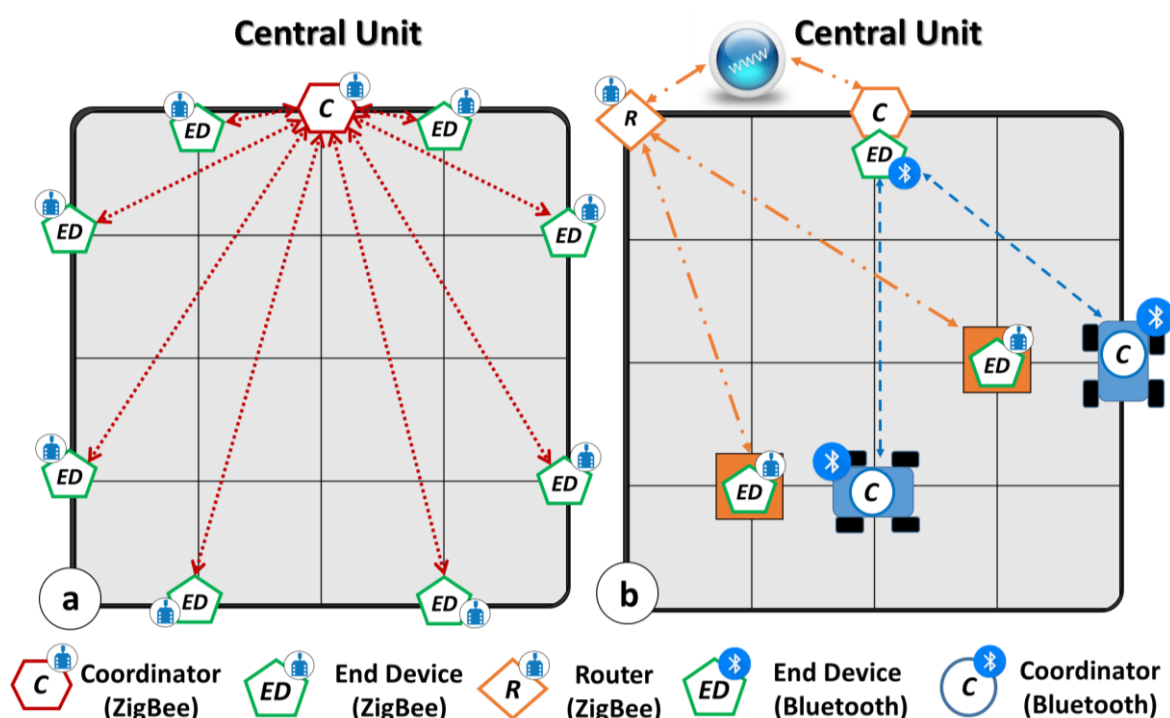 Central Unit
Central Unit
WWW
C
ED
ED
ED
ED
ED
ED
ED
ED
a
R
C
ED
ED
C
ED
C
b
C
Coordinator
(ZigBee)
ED
End Device
(ZigBee)
R
Router
(ZigBee)
ED
End Device
(Bluetooth)
C
Coordinator
(Bluetooth)